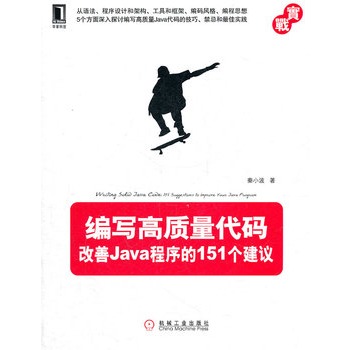 从语法、程序设计和架构、工具和框架、编码风格、编程思想
5个方面深入探讨编写高质量Java代码的技巧、禁忌和最佳实践
實戰
秦小波 著
Writing Solid Java Code: 151 Suggestions to Improve Your Java Program
编写高质量代码
改善Java程序的151个建议
机械工业出版社
China Machine Press